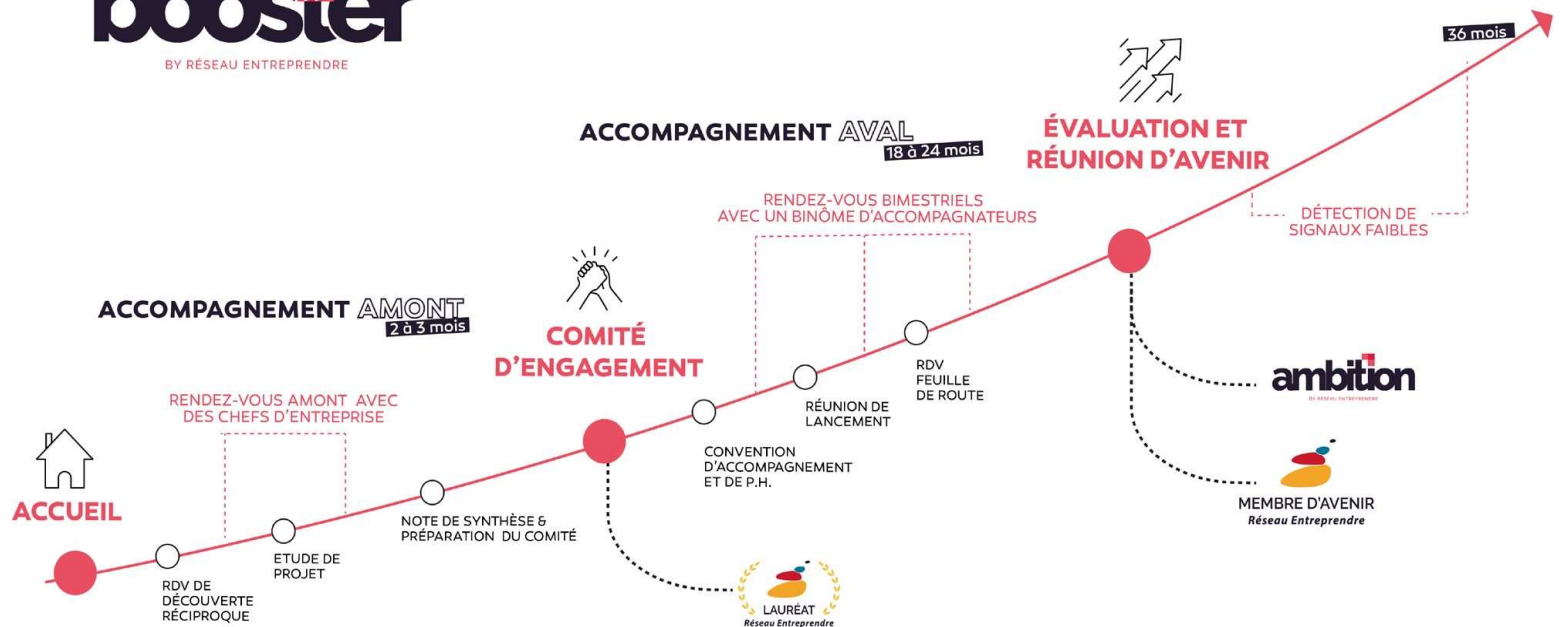 booster
BY RÉSEAU ENTREPRENDRE
36 mois
ACCOMPAGNEMENT AVAL
18 à 24 mois
ÉVALUATION ET
RÉUNION D'AVENIR
RENDEZ-VOUS BIMESTRIELS
AVEC UN BINÔME D'ACCOMPAGNATEURS
DÉTECTION DE
SIGNAUX FAIBLES
ACCOMPAGNEMENT AMONT
2 à 3 mois
COMITÉ
D'ENGAGEMENT
RENDEZ-VOUS AMONT AVEC
DES CHEFS D'ENTREPRISE
ACCUEIL
RDV DE
DÉCOUVERTE
RÉCIPROQUE
ETUDE DE
PROJET
NOTE DE SYNTHÈSE &
PRÉPARATION DU COMITÉ
CONVENTION
D'ACCOMPAGNEMENT
ET DE P.H.
RÉUNION DE
LANCEMENT
RDV
FEUILLE
DE ROUTE
ambition
BY RÉSEAU ENTREPRENDRE
MEMBRE D'AVENIR
Réseau Entreprendre
LAURÉAT
Réseau Entreprendre